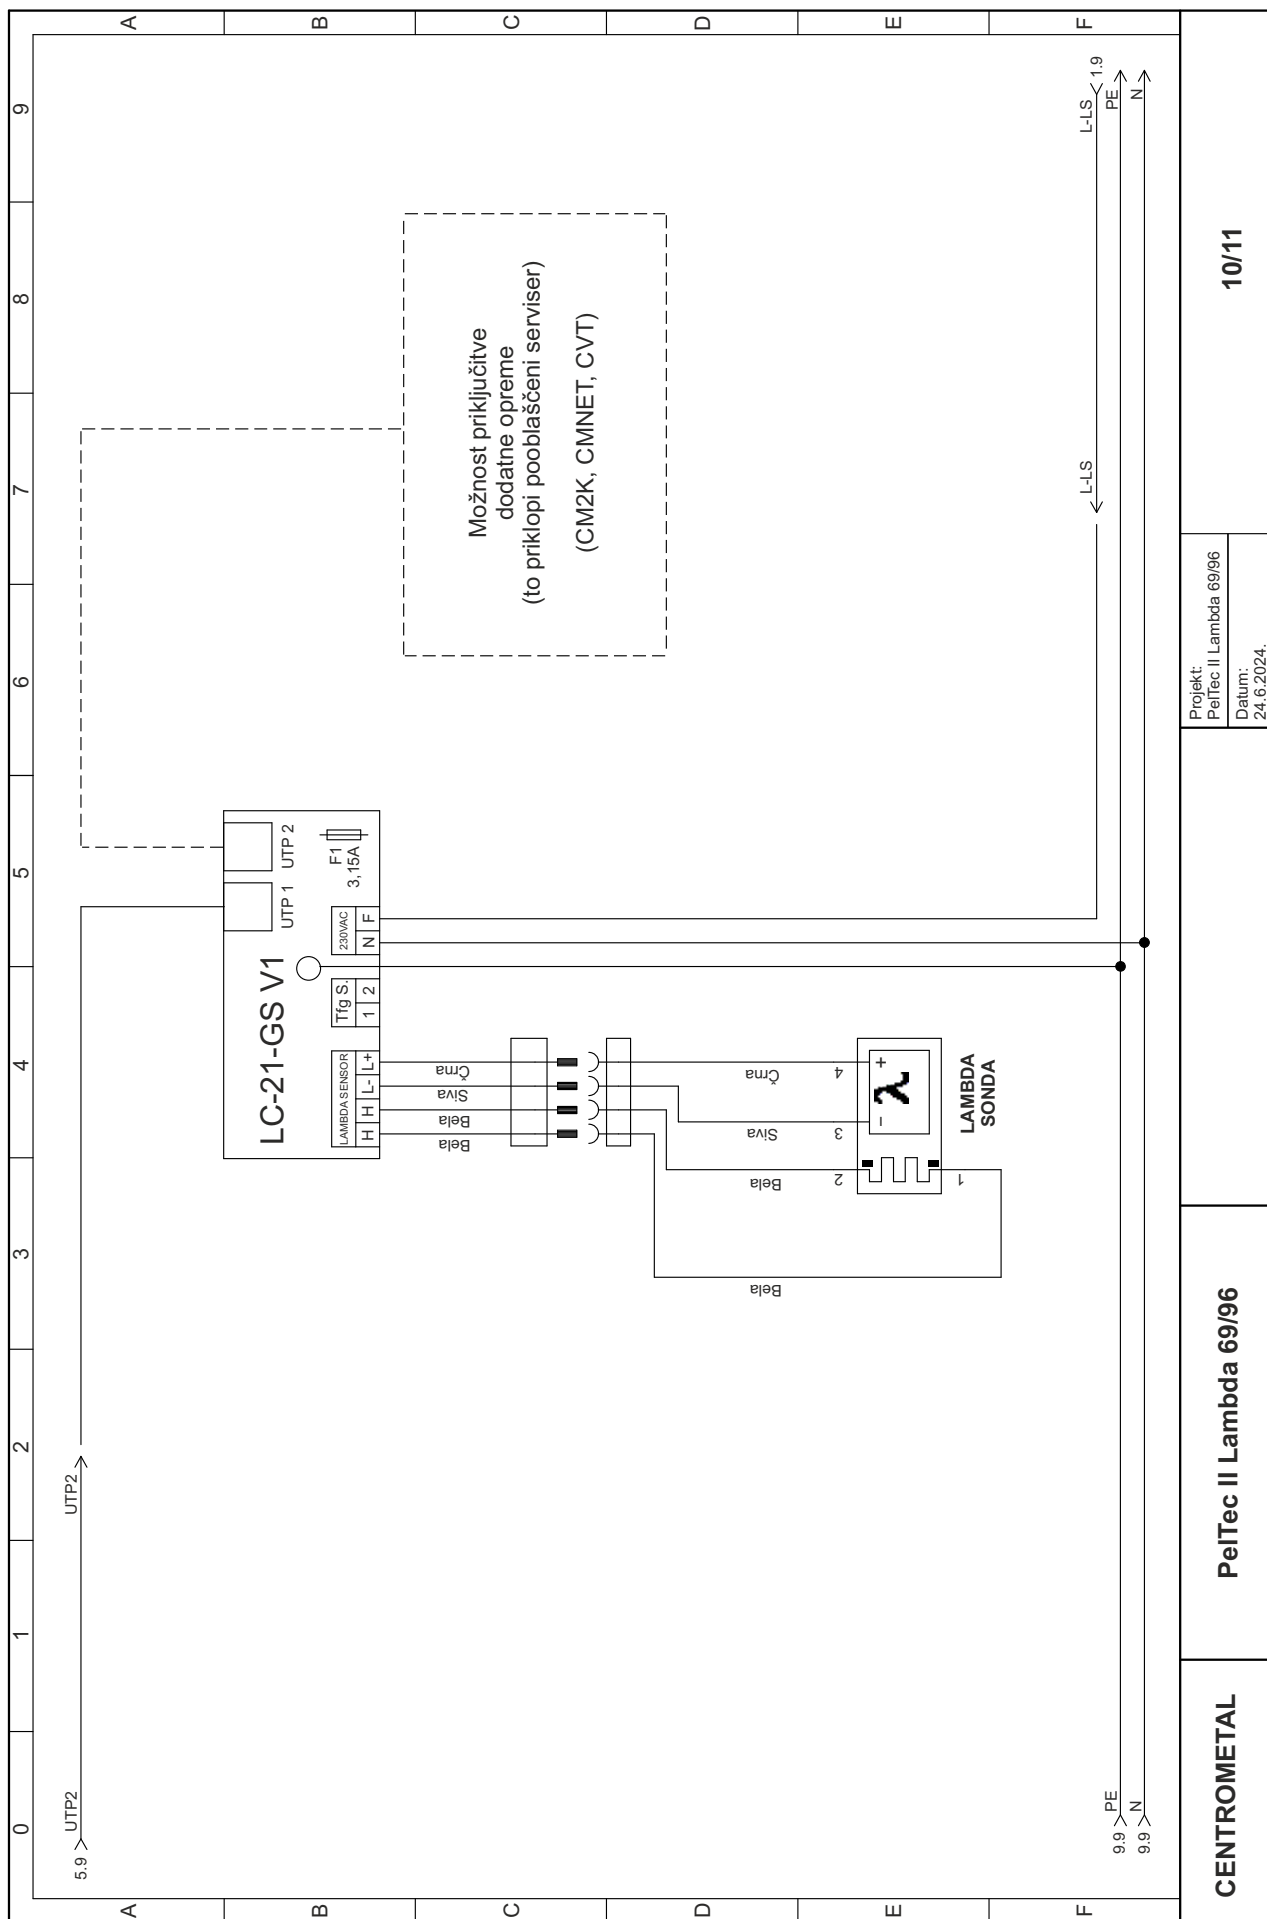 0 1 2 3 4 5 6 7 8 9
A
B
C
D
E
F
A
B
C
D
E
F
5.9
UTP2
UTP2
LC-21-GS V1
UTP 1
UTP 2
F1
3,15A
LAMBDA SENSOR
H H L- L+
Tfg S.
1 2
230VAC
N F
Bela
Bela
Siva
Črna
Bela
Bela
Siva
Črna
1
2
3
4
–
+
λ
LAMBDA
SONDA
Možnost priključitve
dodatne opreme
(to priklopi pooblaščeni serviser)
(CM2K, CMNET, CVT)
L-LS
L-LS
1.9
9.9
PE
PE
9.9
N
N
CENTROMETAL
PelTec II Lambda 69/96
Projekt:
PelTec II Lambda 69/96
Datum:
24.6.2024.
10/11